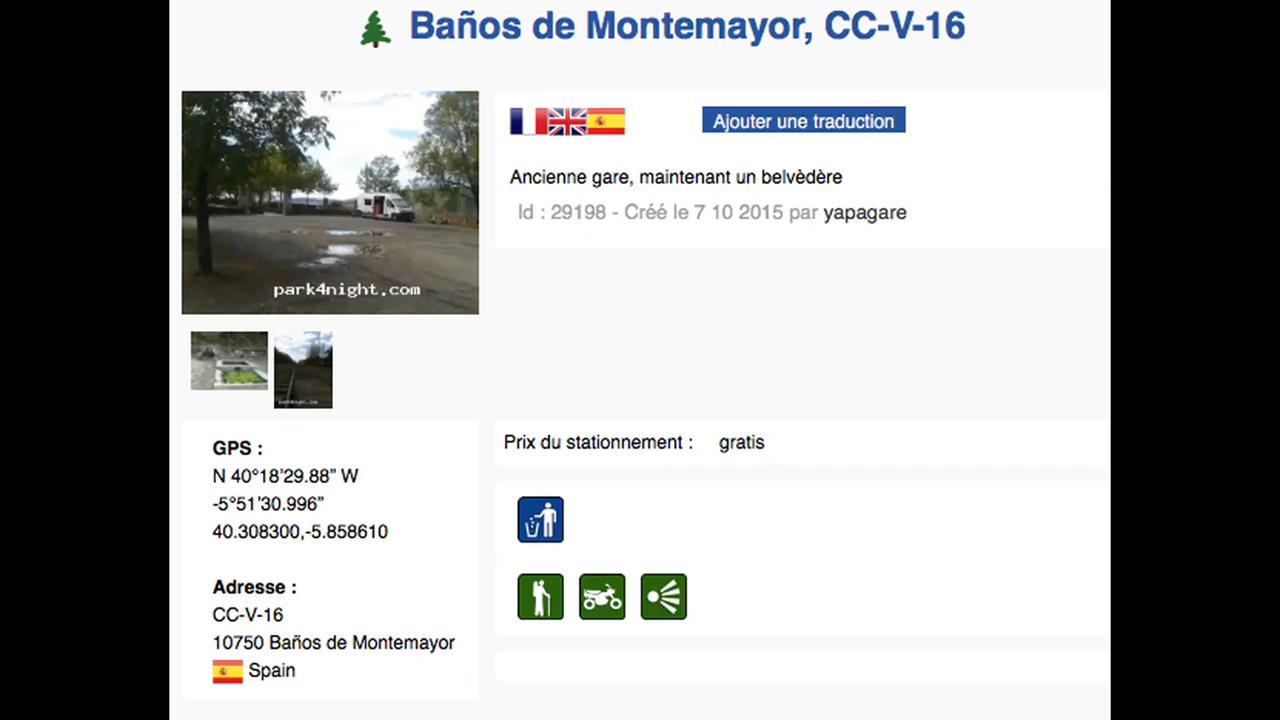 Baños de Montemayor, CC-V-16
Ajouter une traduction
Ancienne gare, maintenant un belvèdère
Id : 29198 - Créé le 7 10 2015 par yapagare
park4night.com
GPS :
N 40°18’29.88” W
-5°51’30.996”
40.308300,-5.858610
Adresse :
CC-V-16
10750 Baños de Montemayor
Spain
Prix du stationnement : gratis